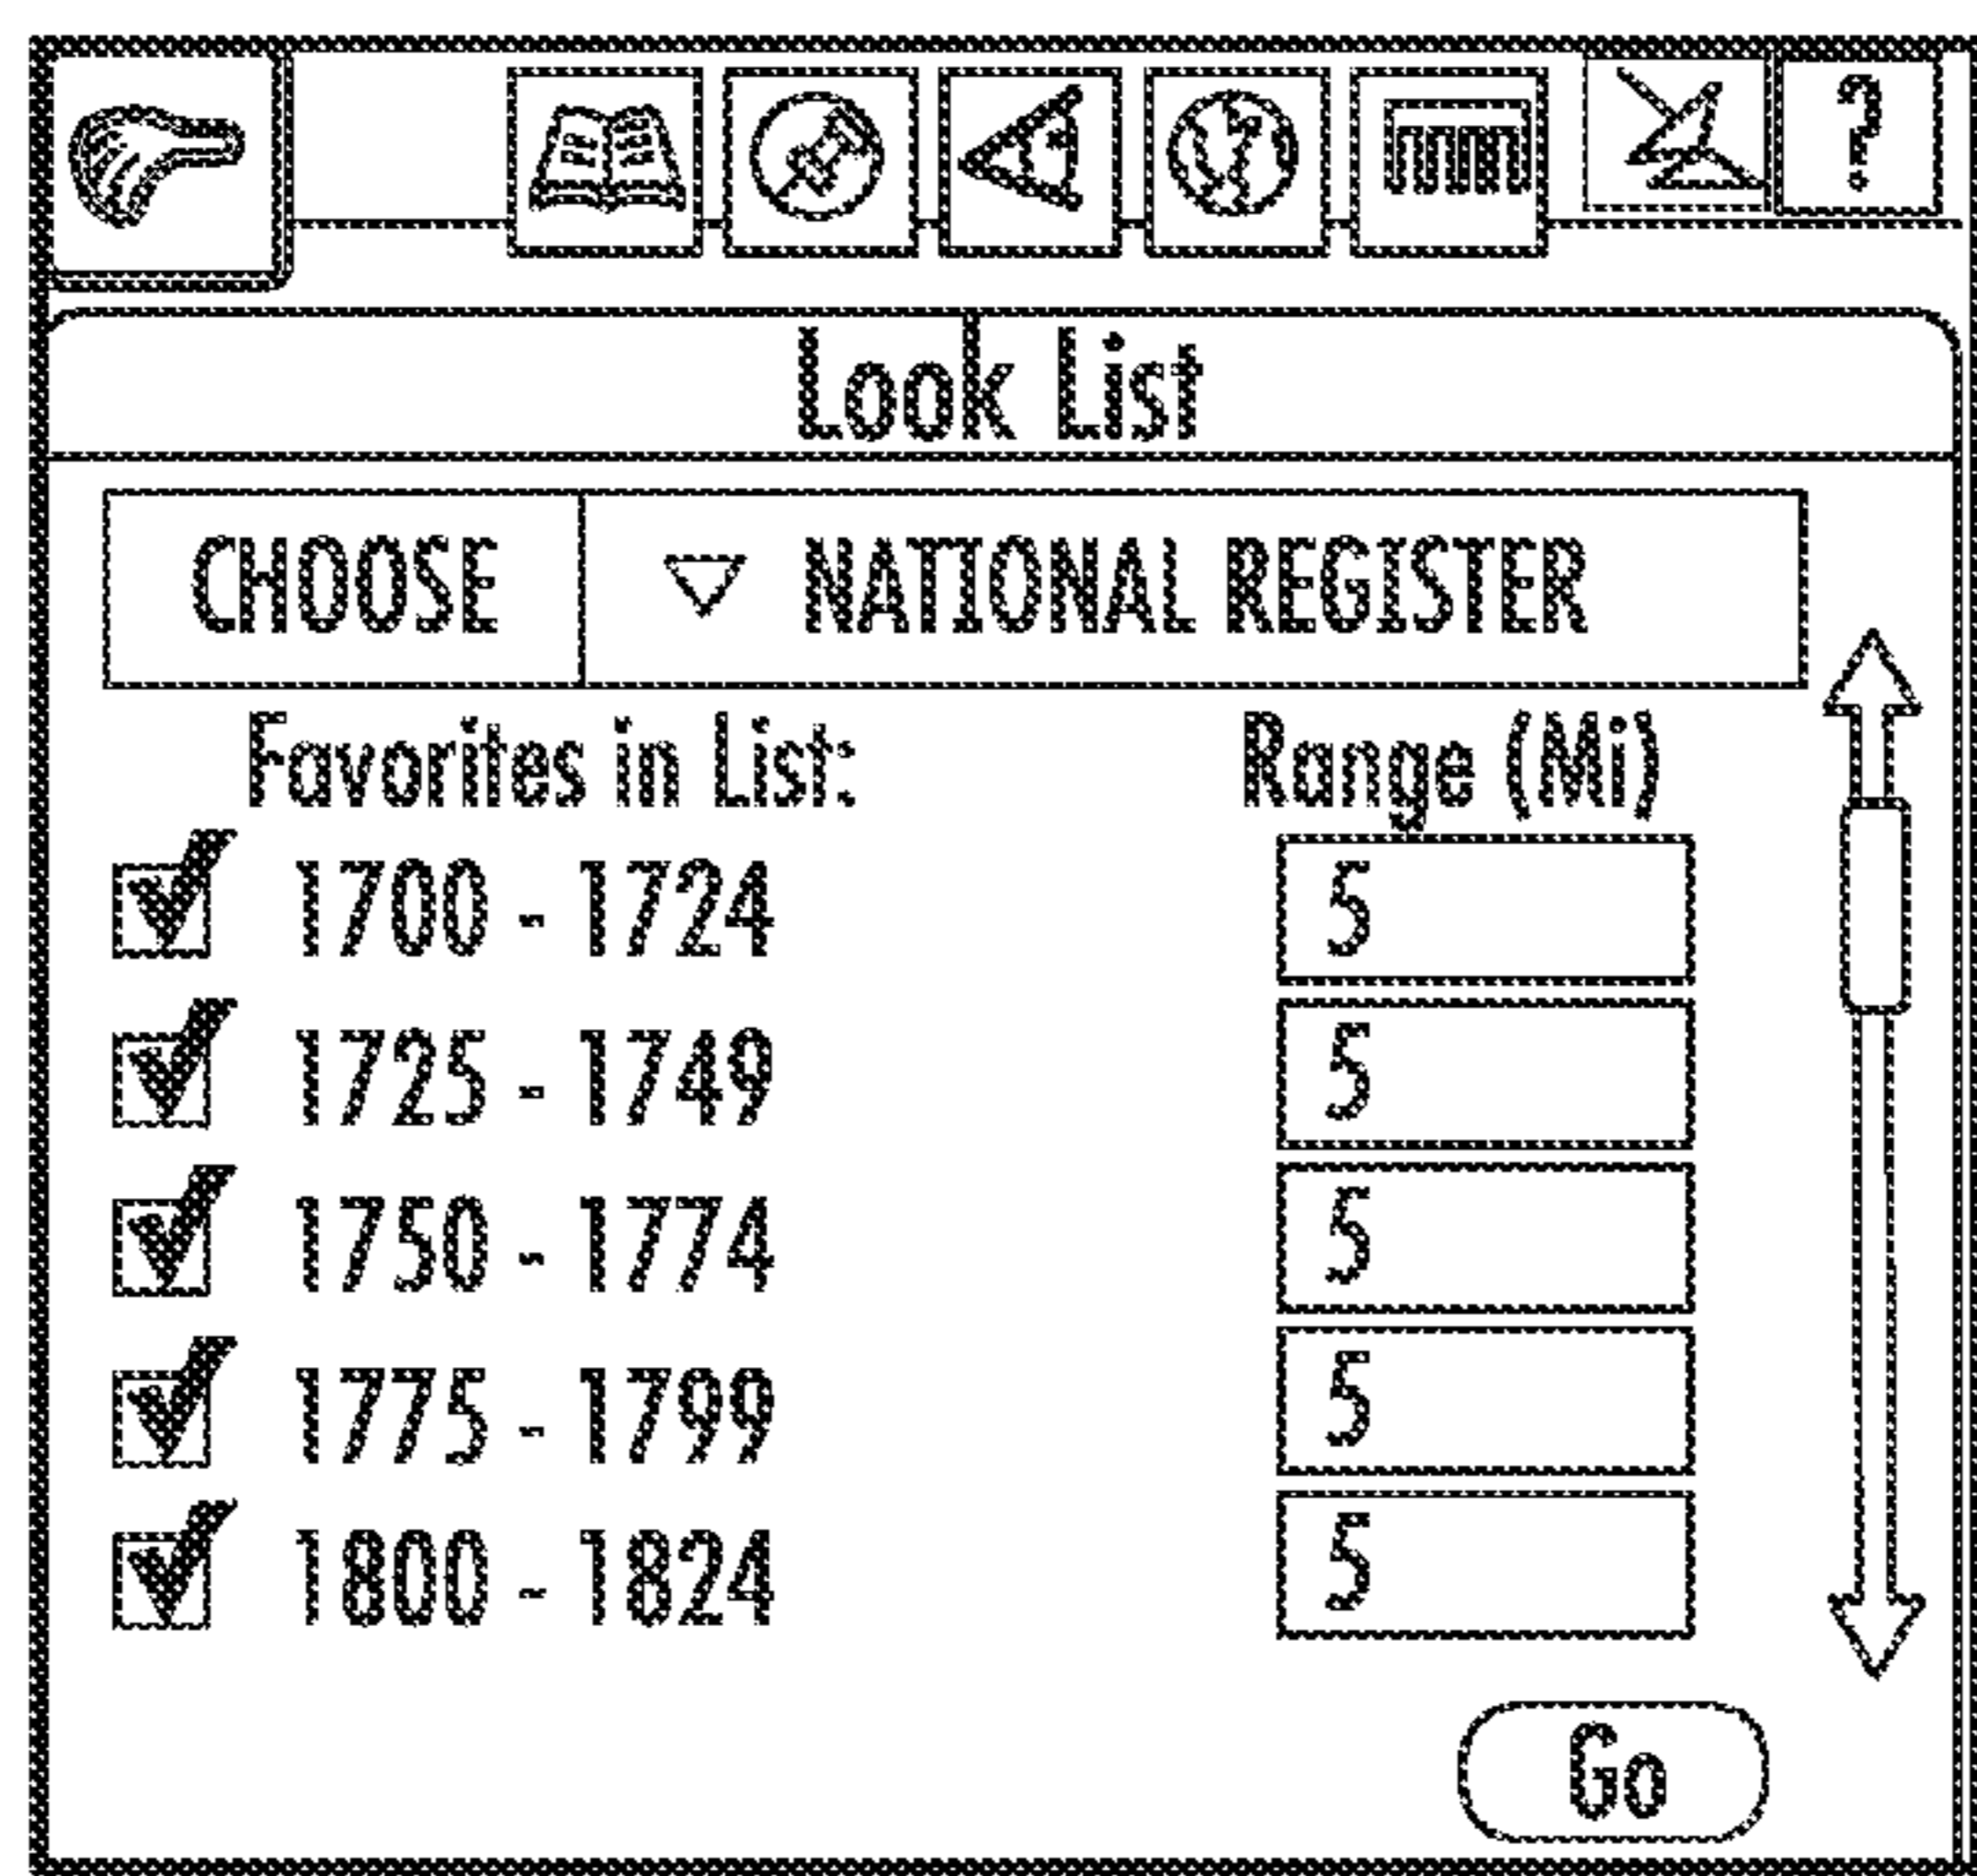 ?
Look List
CHOOSE ▽ NATIONAL REGISTER
Favorites in List: Range (Mi)
1700 - 1724 5
1725 - 1749 5
1750 - 1774 5
1775 - 1799 5
1800 - 1824 5
Go